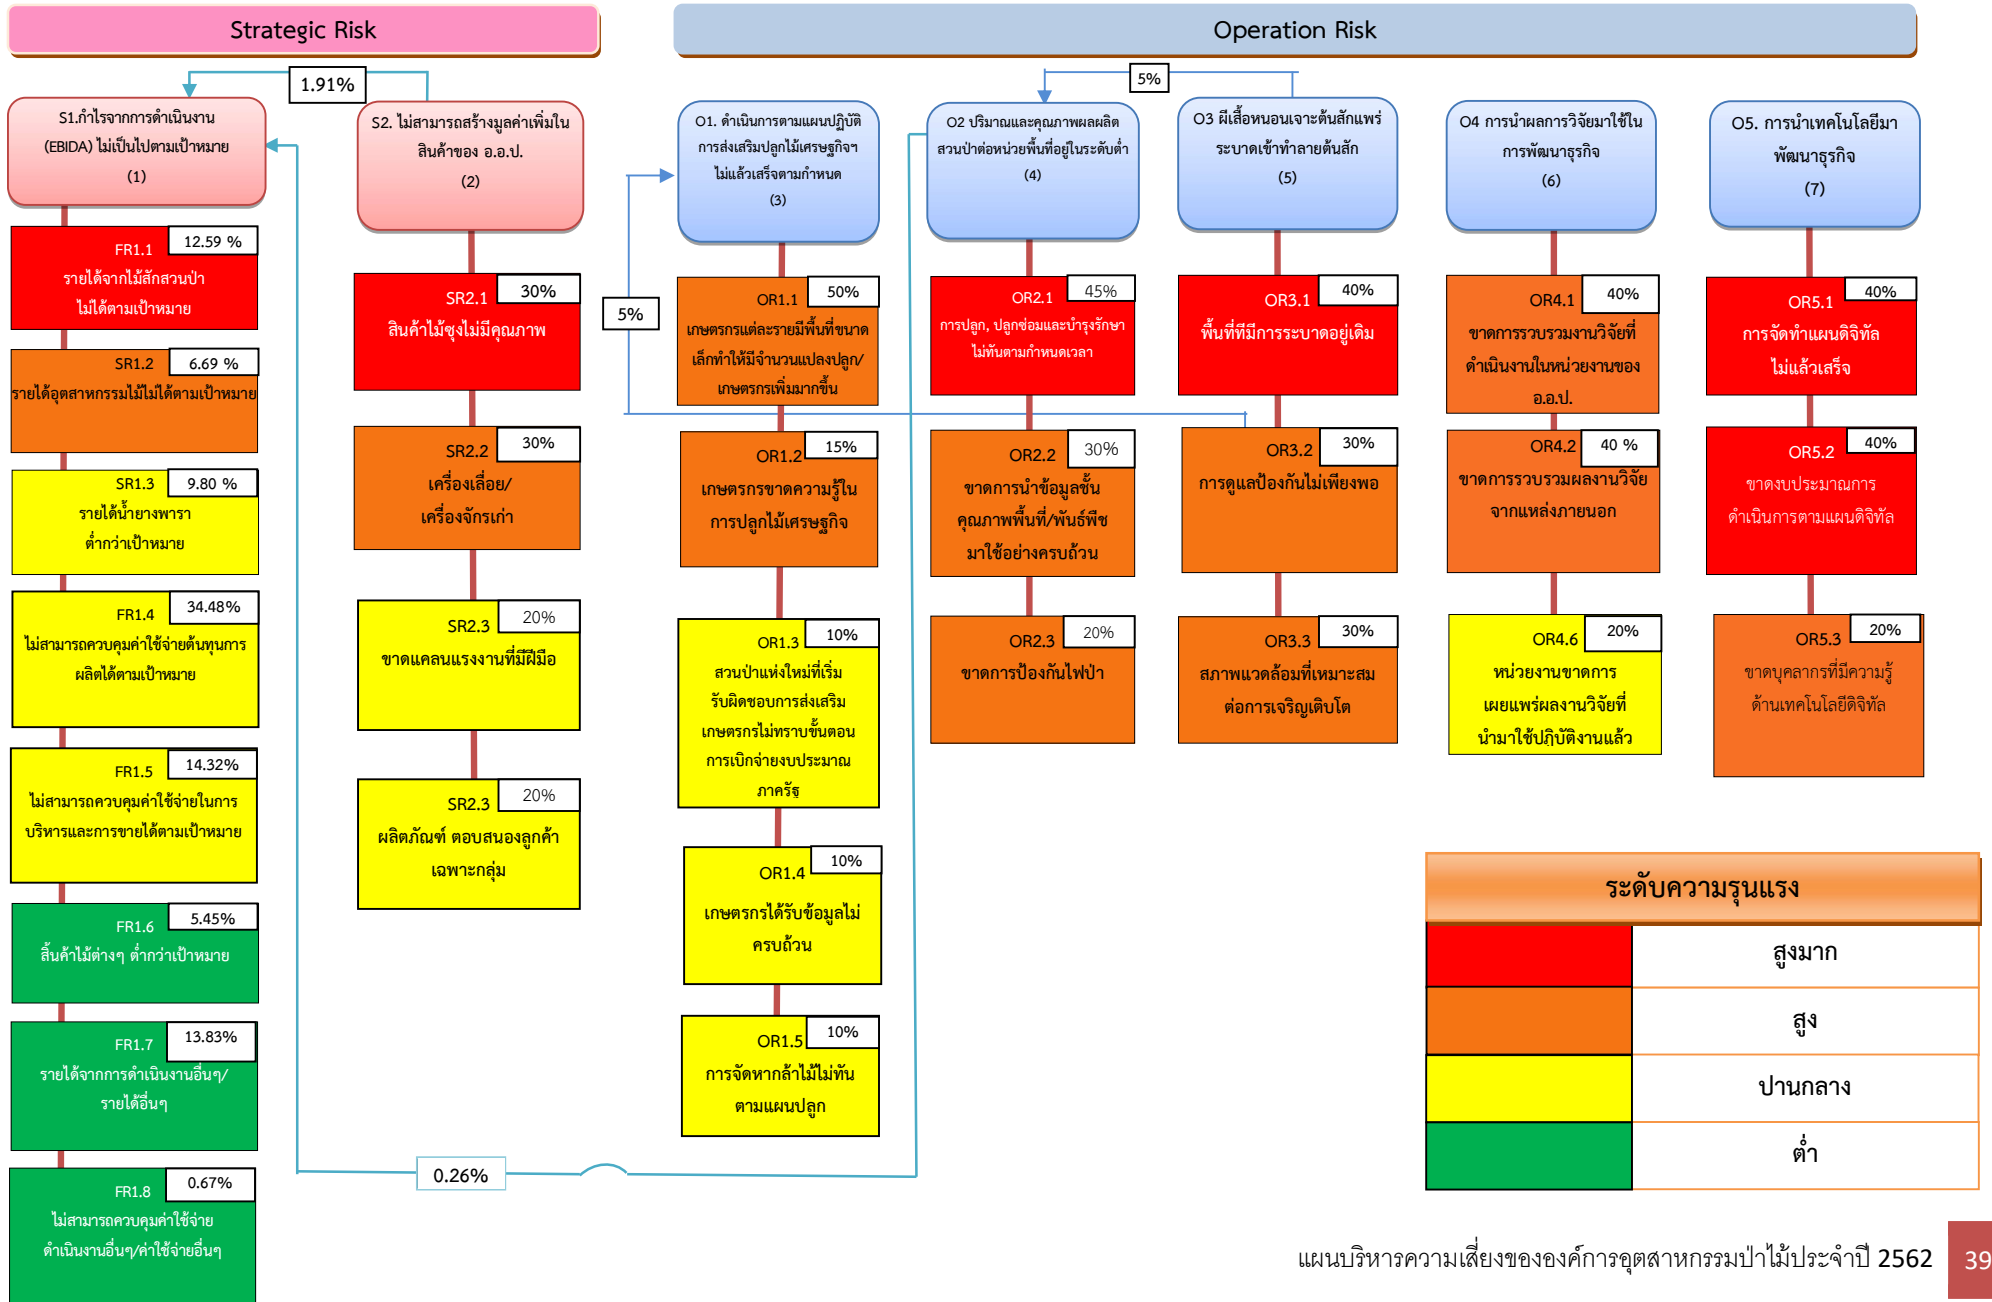 Strategic Risk
Operation Risk
1.91%
5%
S1.กำไรจากการดำเนินงาน
(EBIDA) ไม่เป็นไปตามเป้าหมาย
(1)
S2. ไม่สามารถสร้างมูลค่าเพิ่มใน
สินค้าของ อ.อ.ป.
(2)
O1. ดำเนินการตามแผนปฏิบัติ
การส่งเสริมปลูกไม้เศรษฐกิจฯ
ไม่แล้วเสร็จตามกำหนด
(3)
O2 ปริมาณและคุณภาพผลผลิต
สวนป่าต่อหน่วยพื้นที่อยู่ในระดับต่ำ
(4)
O3 ผีเสื้อหนอนเจาะต้นสักแพร่
ระบาดเข้าทำลายต้นสัก
(5)
O4 การนำผลการวิจัยมาใช้ใน
การพัฒนาธุรกิจ
(6)
O5. การนำเทคโนโลยีมา
พัฒนาธุรกิจ
(7)
FR1.1
12.59 %
รายได้จากไม้สักสวนป่า
ไม่ได้ตามเป้าหมาย
SR1.2
6.69 %
รายได้อุตสาหกรรมไม้ไม่ได้ตามเป้าหมาย
SR1.3
9.80 %
รายได้น้ำยางพารา
ต่ำกว่าเป้าหมาย
FR1.4
34.48%
ไม่สามารถควบคุมค่าใช้จ่ายต้นทุนการ
ผลิตได้ตามเป้าหมาย
FR1.5
14.32%
ไม่สามารถควบคุมค่าใช้จ่ายในการ
บริหารและการขายได้ตามเป้าหมาย
FR1.6
5.45%
สิ้นค้าไม้ต่างๆ ต่ำกว่าเป้าหมาย
FR1.7
13.83%
รายได้จากการดำเนินงานอื่นๆ/
รายได้อื่นๆ
FR1.8
0.67%
ไม่สามารถควบคุมค่าใช้จ่าย
ดำเนินงานอื่นๆ/ค่าใช้จ่ายอื่นๆ
SR2.1
30%
สินค้าไม้ซุงไม่มีคุณภาพ
SR2.2
30%
เครื่องเลื่อย/
เครื่องจักรเก่า
SR2.3
20%
ขาดแคลนแรงงานที่มีฝีมือ
SR2.3
20%
ผลิตภัณฑ์ ตอบสนองลูกค้า
เฉพาะกลุ่ม
5%
0.26%
OR1.1
50%
เกษตรกรแต่ละรายมีพื้นที่ขนาด
เล็กทำให้มีจำนวนแปลงปลูก/
เกษตรกรเพิ่มมากขึ้น
OR1.2
15%
เกษตรกรขาดความรู้ใน
การปลูกไม้เศรษฐกิจ
OR1.3
10%
สวนป่าแห่งใหม่ที่เริ่ม
รับผิดชอบการส่งเสริม
เกษตรกรไม่ทราบขั้นตอน
การเบิกจ่ายงบประมาณ
ภาครัฐ
OR1.4
10%
เกษตรกรได้รับข้อมูลไม่
ครบถ้วน
OR1.5
10%
การจัดหากล้าไม้ไม่ทัน
ตามแผนปลูก
OR2.1
45%
การปลูก, ปลูกซ่อมและบำรุงรักษา
ไม่ทันตามกำหนดเวลา
OR2.2
30%
ขาดการนำข้อมูลชั้น
คุณภาพพื้นที่/พันธ์พืช
มาใช้อย่างครบถ้วน
OR2.3
20%
ขาดการป้องกันไฟป่า
OR3.1
40%
พื้นที่ทีมีการระบาดอยู่เดิม
OR3.2
30%
การดูแลป้องกันไม่เพียงพอ
OR3.3
30%
สภาพแวดล้อมที่เหมาะสม
ต่อการเจริญเติบโต
OR4.1
40%
ขาดการรวบรวมงานวิจัยที่
ดำเนินงานในหน่วยงานของ
อ.อ.ป.
OR4.2
40 %
ขาดการรวบรวมผลงานวิจัย
จากแหล่งภายนอก
OR4.6
20%
หน่วยงานขาดการ
เผยแพร่ผลงานวิจัยที่
นำมาใช้ปฏิบัติงานแล้ว
OR5.1
40%
การจัดทำแผนดิจิทัล
ไม่แล้วเสร็จ
OR5.2
40%
ขาดงบประมาณการ
ดำเนินการตามแผนดิจิทัล
OR5.3
20%
ขาดบุคลากรที่มีความรู้
ด้านเทคโนโลยีดิจิทัล
ระดับความรุนแรง
สูงมาก
สูง
ปานกลาง
ต่ำ
แผนบริหารความเสี่ยงขององค์การอุตสาหกรรมป่าไม้ประจำปี 2562
39